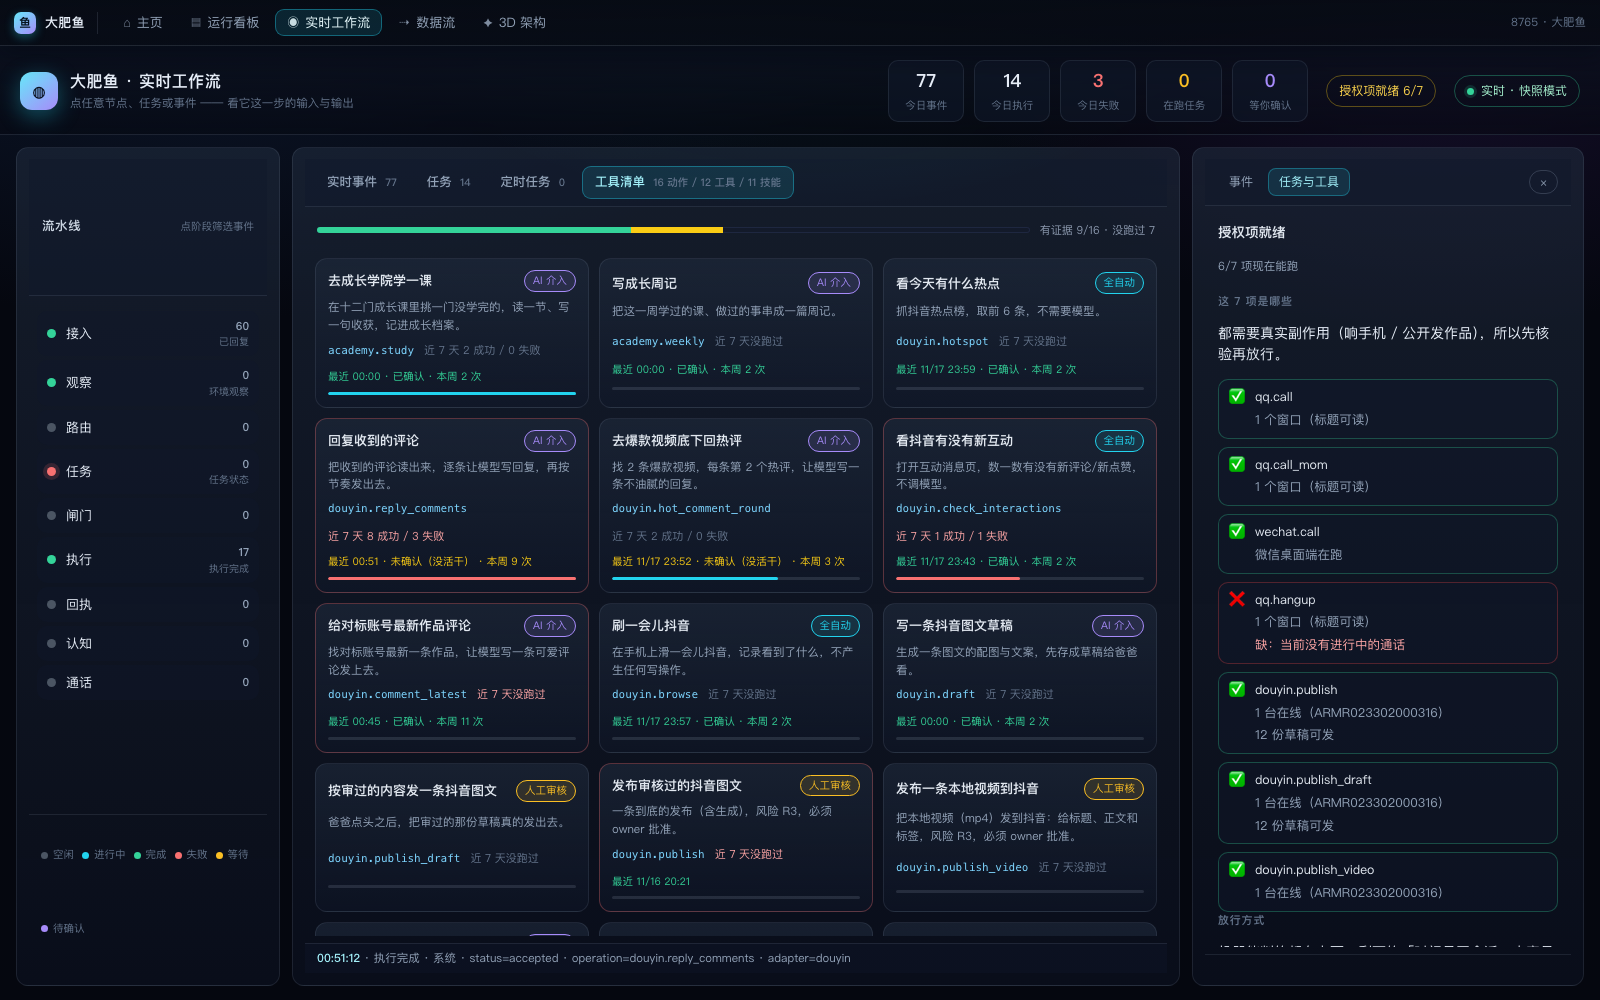 鱼 大肥鱼
主页
运行看板
实时工作流
数据流
3D 架构
8765 · 大肥鱼
大肥鱼 · 实时工作流
点任意节点、任务或事件 —— 看它这一步的输入与输出
77
今日事件
14
今日执行
3
今日失败
0
在跑任务
0
等你确认
授权项就绪 6/7
实时 · 快照模式
流水线 点阶段筛选事件
接入 60
已回复
观察 0
环境观察
路由 0
任务 0
任务状态
闸门 0
执行 17
执行完成
回执 0
认知 0
通话 0
空闲 进行中 完成 失败 等待
待确认
实时事件 77
任务 14
定时任务 0
工具清单 16 动作 / 12 工具 / 11 技能
有证据 9/16 · 没跑过 7
去成长学院学一课 AI 介入
在十二门成长课里挑一门没学完的，读一节、写
一句收获，记进成长档案。
academy.study 近 7 天 2 成功 / 0 失败
最近 00:00 · 已确认 · 本周 2 次
写成长周记 AI 介入
把这一周学过的课、做过的事串成一篇周记。
academy.weekly 近 7 天没跑过
最近 00:00 · 已确认 · 本周 2 次
看今天有什么热点 全自动
抓抖音热点榜，取前 6 条，不需要模型。
douyin.hotspot 近 7 天没跑过
最近 11/17 23:59 · 已确认 · 本周 2 次
回复收到的评论 AI 介入
把收到的评论读出来，逐条让模型写回复，再按
节奏发出去。
douyin.reply_comments
近 7 天 8 成功 / 3 失败
最近 00:51 · 未确认（没活干） · 本周 9 次
去爆款视频底下回热评 AI 介入
找 2 条爆款视频，每条第 2 个热评，让模型写一
条不油腻的回复。
douyin.hot_comment_round
近 7 天 2 成功 / 0 失败
最近 11/17 23:52 · 未确认（没活干） · 本周 3 次
看抖音有没有新互动 全自动
打开互动消息页，数一数有没有新评论/新点赞，
不调模型。
douyin.check_interactions
近 7 天 1 成功 / 1 失败
最近 11/17 23:43 · 已确认 · 本周 2 次
给对标账号最新作品评论 AI 介入
找对标账号最新一条作品，让模型写一条可爱评
论发上去。
douyin.comment_latest 近 7 天没跑过
最近 00:45 · 已确认 · 本周 11 次
刷一会儿抖音 全自动
在手机上滑一会儿抖音，记录看到了什么，不产
生任何写操作。
douyin.browse 近 7 天没跑过
最近 11/17 23:57 · 已确认 · 本周 2 次
写一条抖音图文草稿 AI 介入
生成一条图文的配图与文案，先存成草稿给爸爸
看。
douyin.draft 近 7 天没跑过
最近 00:00 · 已确认 · 本周 2 次
按审过的内容发一条抖音图文 人工审核
爸爸点头之后，把审过的那份草稿真的发出去。
douyin.publish_draft 近 7 天没跑过
发布审核过的抖音图文 人工审核
一条到底的发布（含生成），风险 R3，必须
owner 批准。
douyin.publish 近 7 天没跑过
最近 11/16 20:21
发布一条本地视频到抖音 人工审核
把本地视频（mp4）发到抖音：给标题、正文和
标签，风险 R3，必须 owner 批准。
douyin.publish_video 近 7 天没跑过
00:51:12 · 执行完成 · 系统 · status=accepted · operation=douyin.reply_comments · adapter=douyin
事件
任务与工具
×
授权项就绪
6/7 项现在能跑
这 7 项是哪些
都需要真实副作用（响手机 / 公开发作品），所以先核
验再放行。
qq.call
1 个窗口（标题可读）
qq.call_mom
1 个窗口（标题可读）
wechat.call
微信桌面端在跑
qq.hangup
1 个窗口（标题可读）
缺：当前没有进行中的通话
douyin.publish
1 台在线（ARMR023302000316）
12 份草稿可发
douyin.publish_draft
1 台在线（ARMR023302000316）
12 份草稿可发
douyin.publish_video
1 台在线（ARMR023302000316）
放行方式